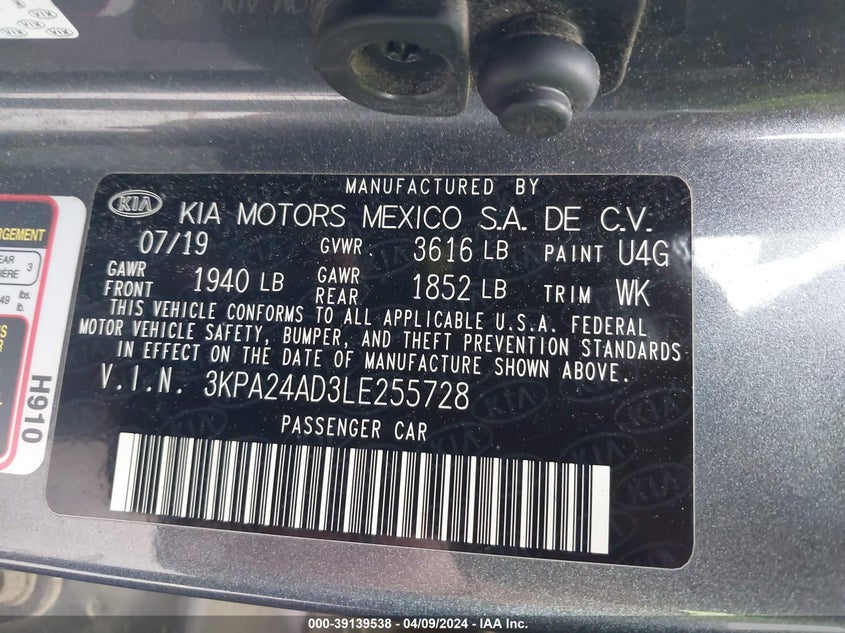 MANUFACTURED BY
KIA KIA MOTORS MEXICO S.A. DE C.V.
07/19 GVWR 3616 LB PAINT U4G
GAWR FRONT 1940 LB GAWR REAR 1852 LB TRIM WK
THIS VEHICLE CONFORMS TO ALL APPLICABLE U.S.A. FEDERAL
MOTOR VEHICLE SAFETY, BUMPER, AND THEFT PREVENTION STANDARDS
IN EFFECT ON THE DATE OF MANUFACTURE SHOWN ABOVE.
V.I.N. 3KPA24AD3LE255728
PASSENGER CAR
H910
000-39139538 - 04/09/2024 - IAA Inc.